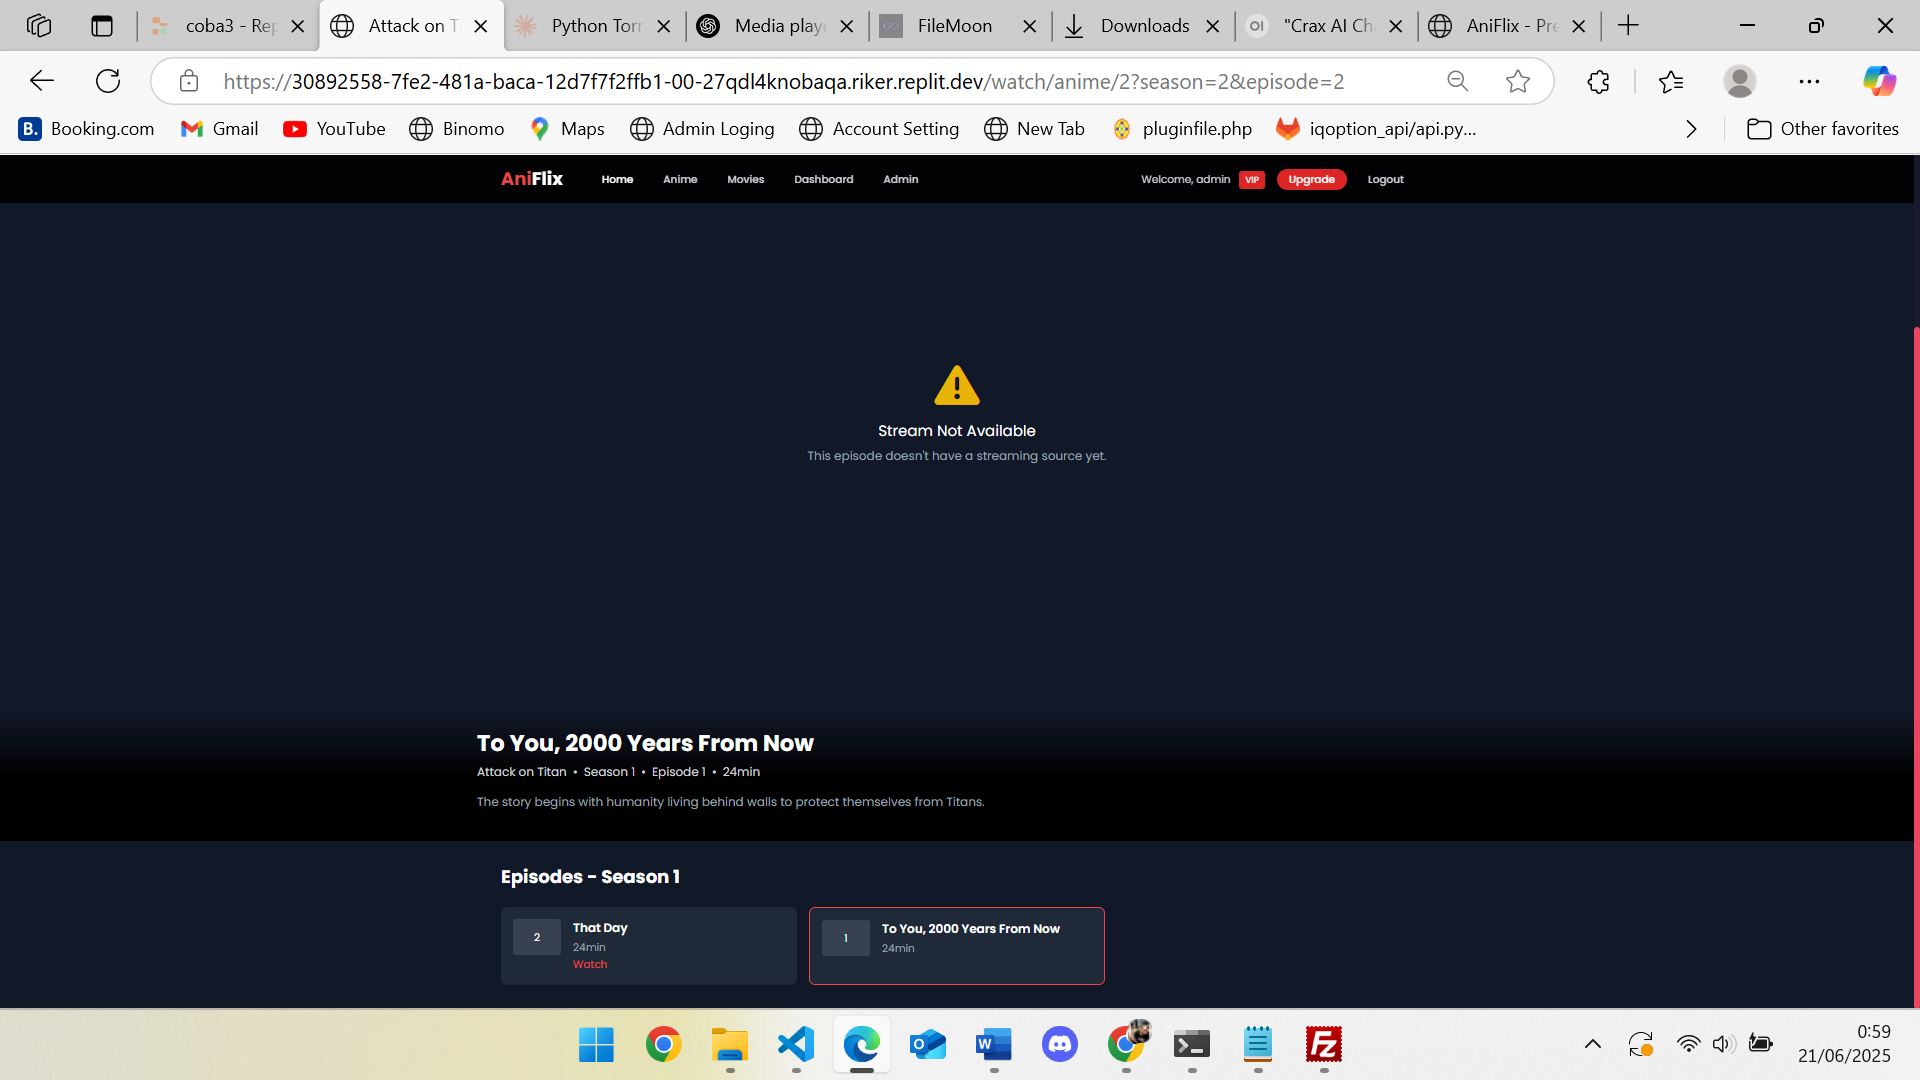 coba3 - Rep
Attack on T
Python Torr
Media playe
FileMoon
Downloads
"Crax AI Cha
AniFlix - Pre
https://30892558-7fe2-481a-baca-12d7f7f2ffb1-00-27qdl4knobaqa.riker.replit.dev/watch/anime/2?season=2&episode=2
B. Booking.com
Gmail
YouTube
Binomo
Maps
Admin Loging
Account Setting
New Tab
pluginfile.php
iqoption_api/api.py...
Other favorites
AniFlix
Home
Anime
Movies
Dashboard
Admin
Welcome, admin
VIP
Upgrade
Logout
Stream Not Available
This episode doesn't have a streaming source yet.
To You, 2000 Years From Now
Attack on Titan • Season 1 • Episode 1 • 24min
The story begins with humanity living behind walls to protect themselves from Titans.
Episodes - Season 1
2
That Day
24min
Watch
1
To You, 2000 Years From Now
24min
0:59
21/06/2025